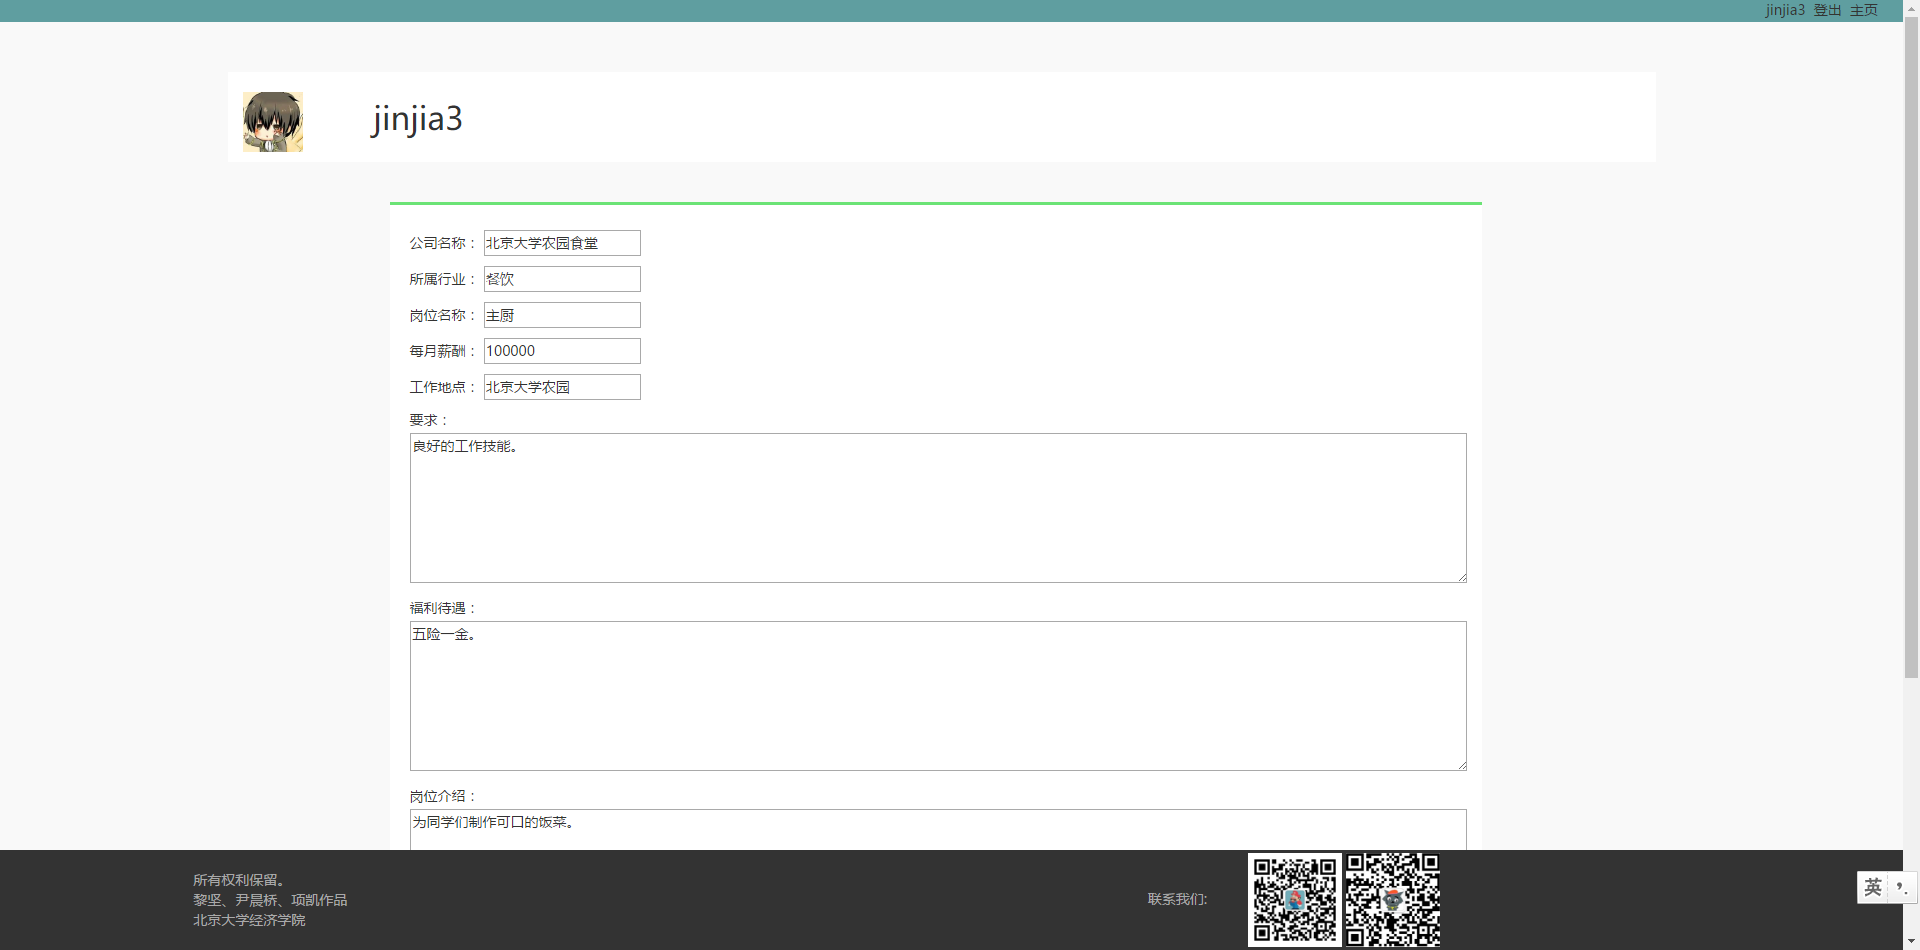 jinjia3 登出 主页
jinjia3
公司名称： 北京大学农园食堂
所属行业： 餐饮
岗位名称： 主厨
每月薪酬： 100000
工作地点： 北京大学农园
要求：
良好的工作技能。
福利待遇：
五险一金。
岗位介绍：
为同学们制作可口的饭菜。
所有权利保留。
黎坚、尹晨桥、项凯作品
北京大学经济学院
联系我们:
英 ，.